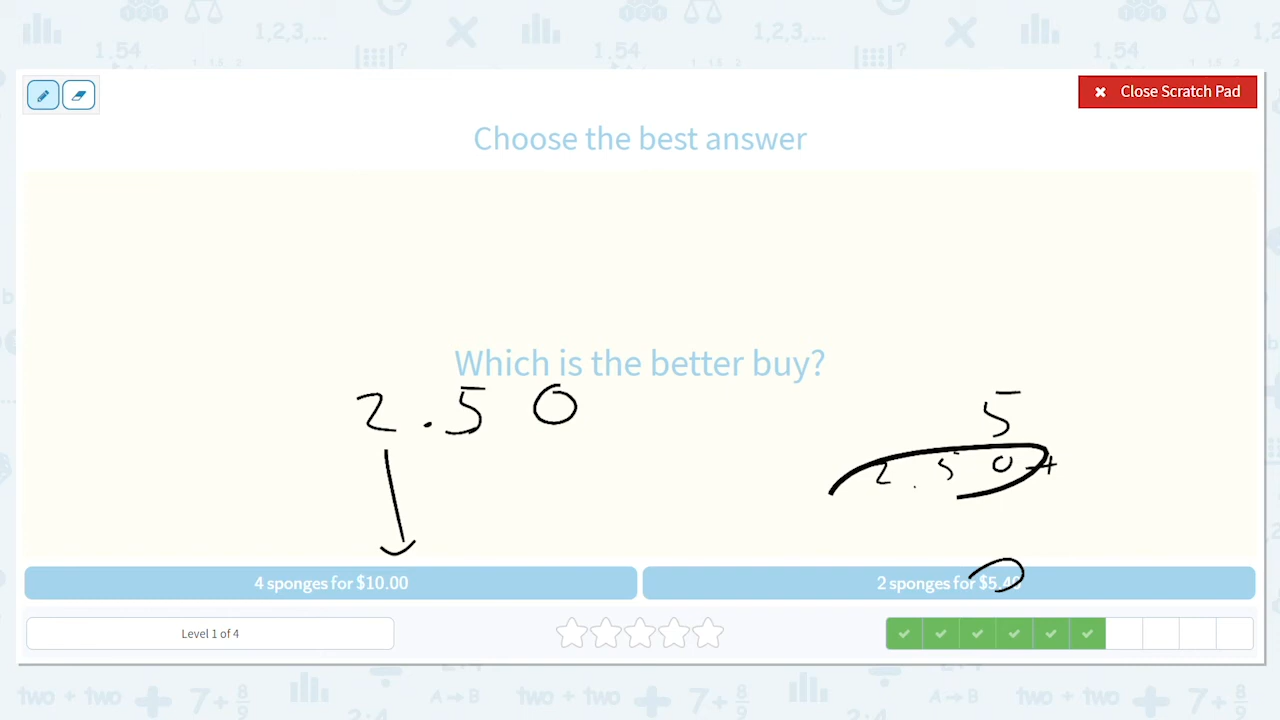 Close Scratch Pad
Choose the best answer
Which is the better buy?
2.50
5
2.50+
4 sponges for $10.00
2 sponges for $5.49
Level 1 of 4